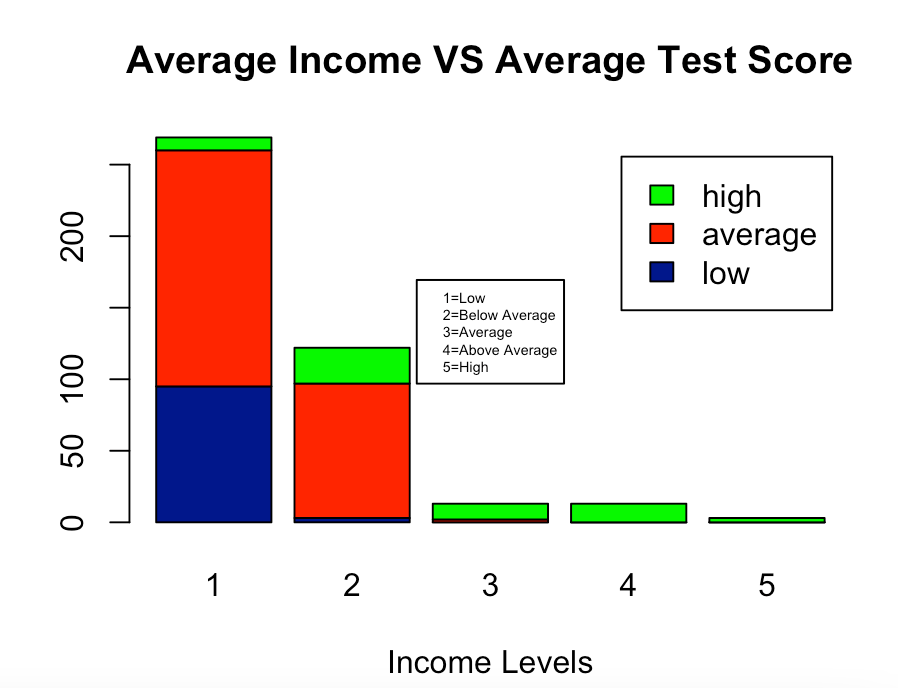 Average Income VS Average Test Score
200
100
50
0
high
average
low
1=Low
2=Below Average
3=Average
4=Above Average
5=High
1 2 3 4 5
Income Levels